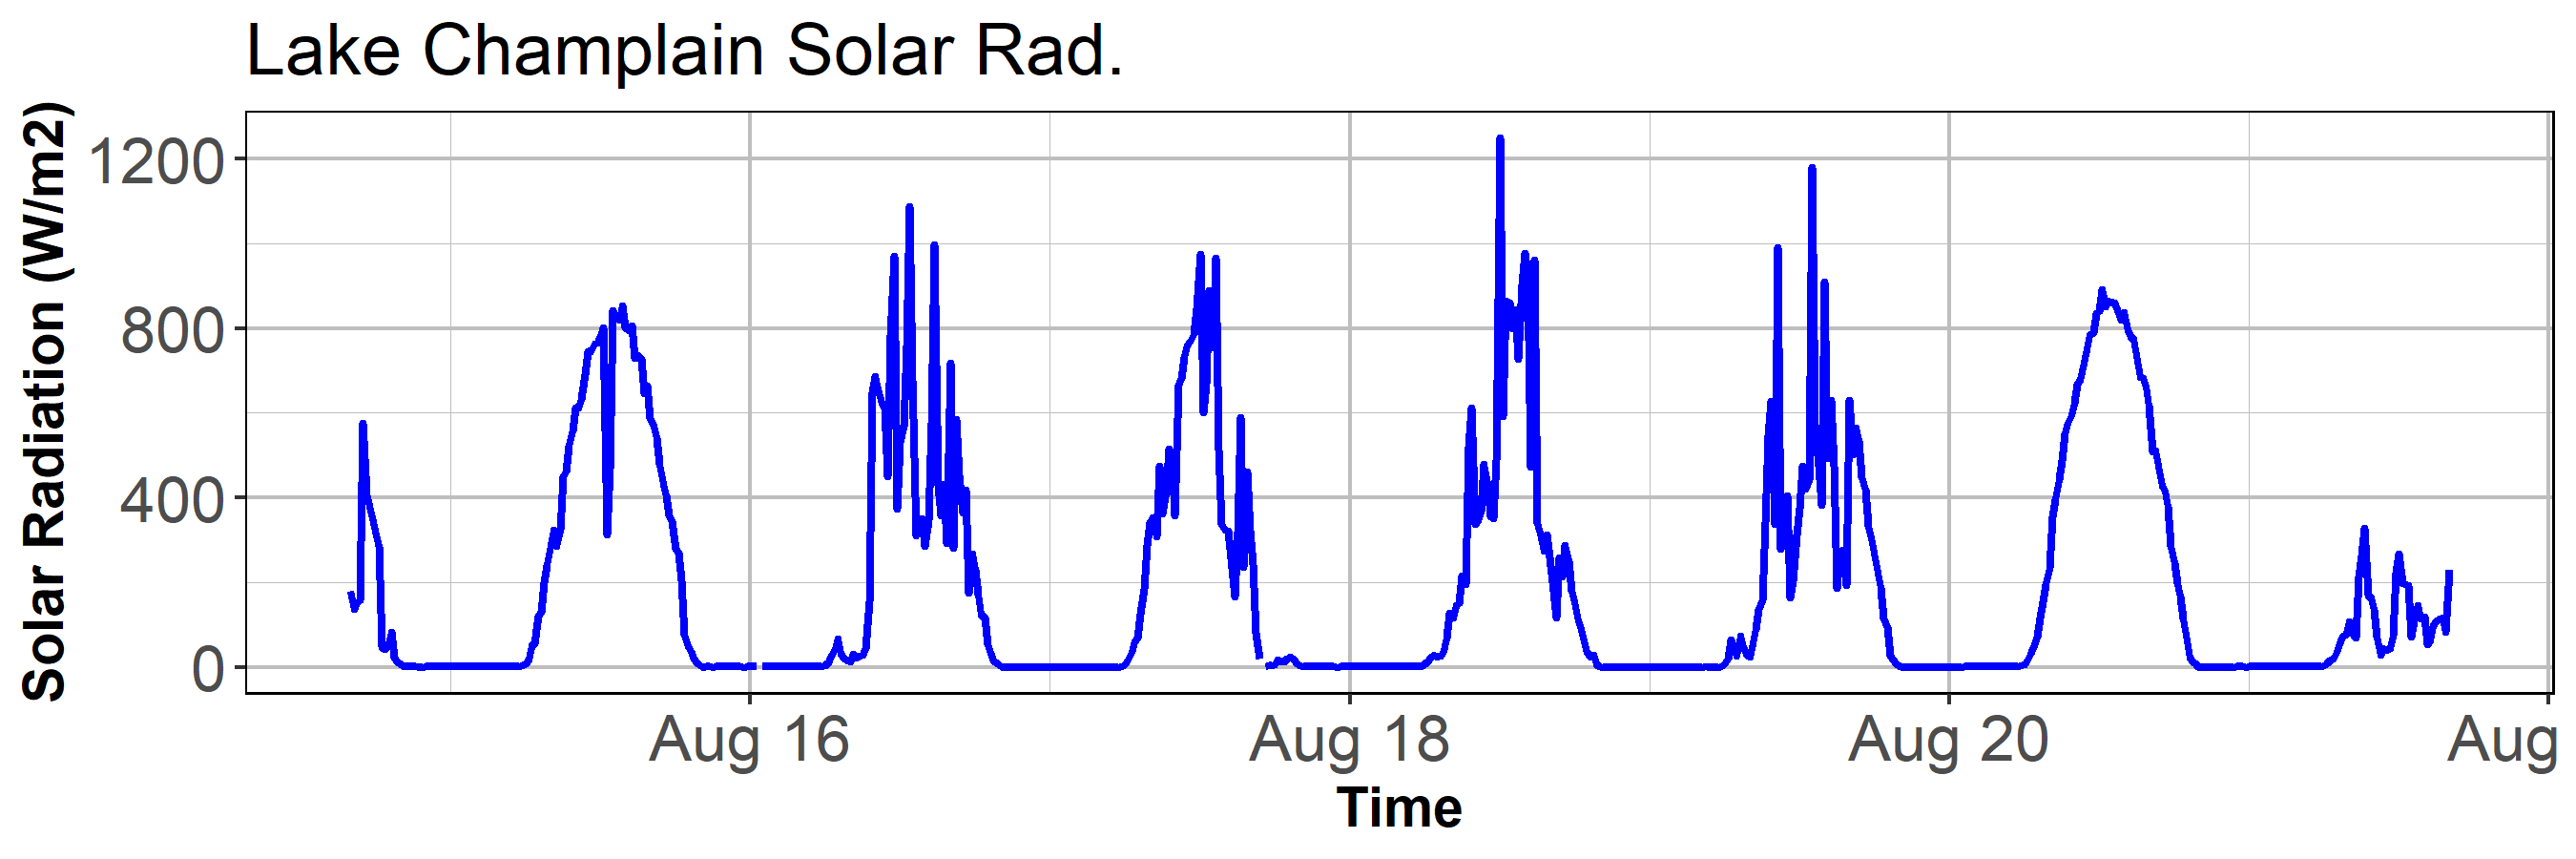 Lake Champlain Solar Rad.
Solar Radiation (W/m2)
1200
800
400
0
Aug 16 Aug 18 Aug 20 Aug
Time